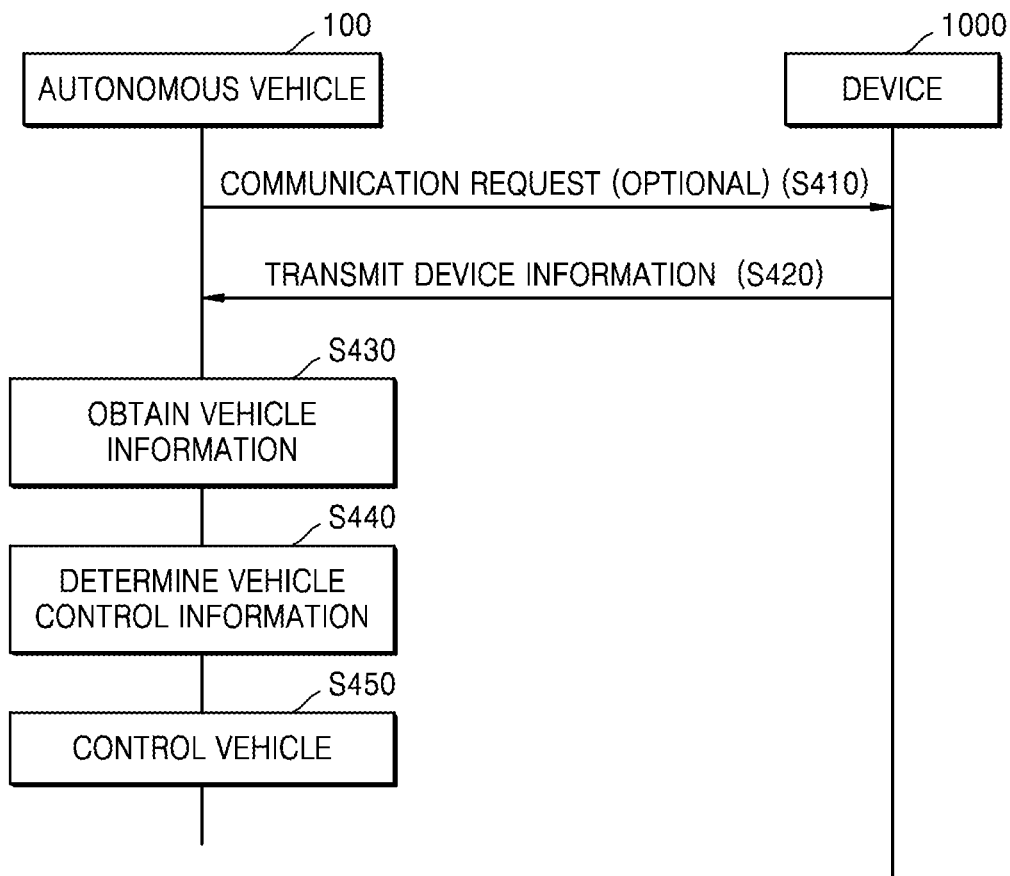 100
1000
AUTONOMOUS VEHICLE
DEVICE
COMMUNICATION REQUEST (OPTIONAL) (S410)
TRANSMIT DEVICE INFORMATION (S420)
S430
OBTAIN VEHICLE
INFORMATION
S440
DETERMINE VEHICLE
CONTROL INFORMATION
S450
CONTROL VEHICLE